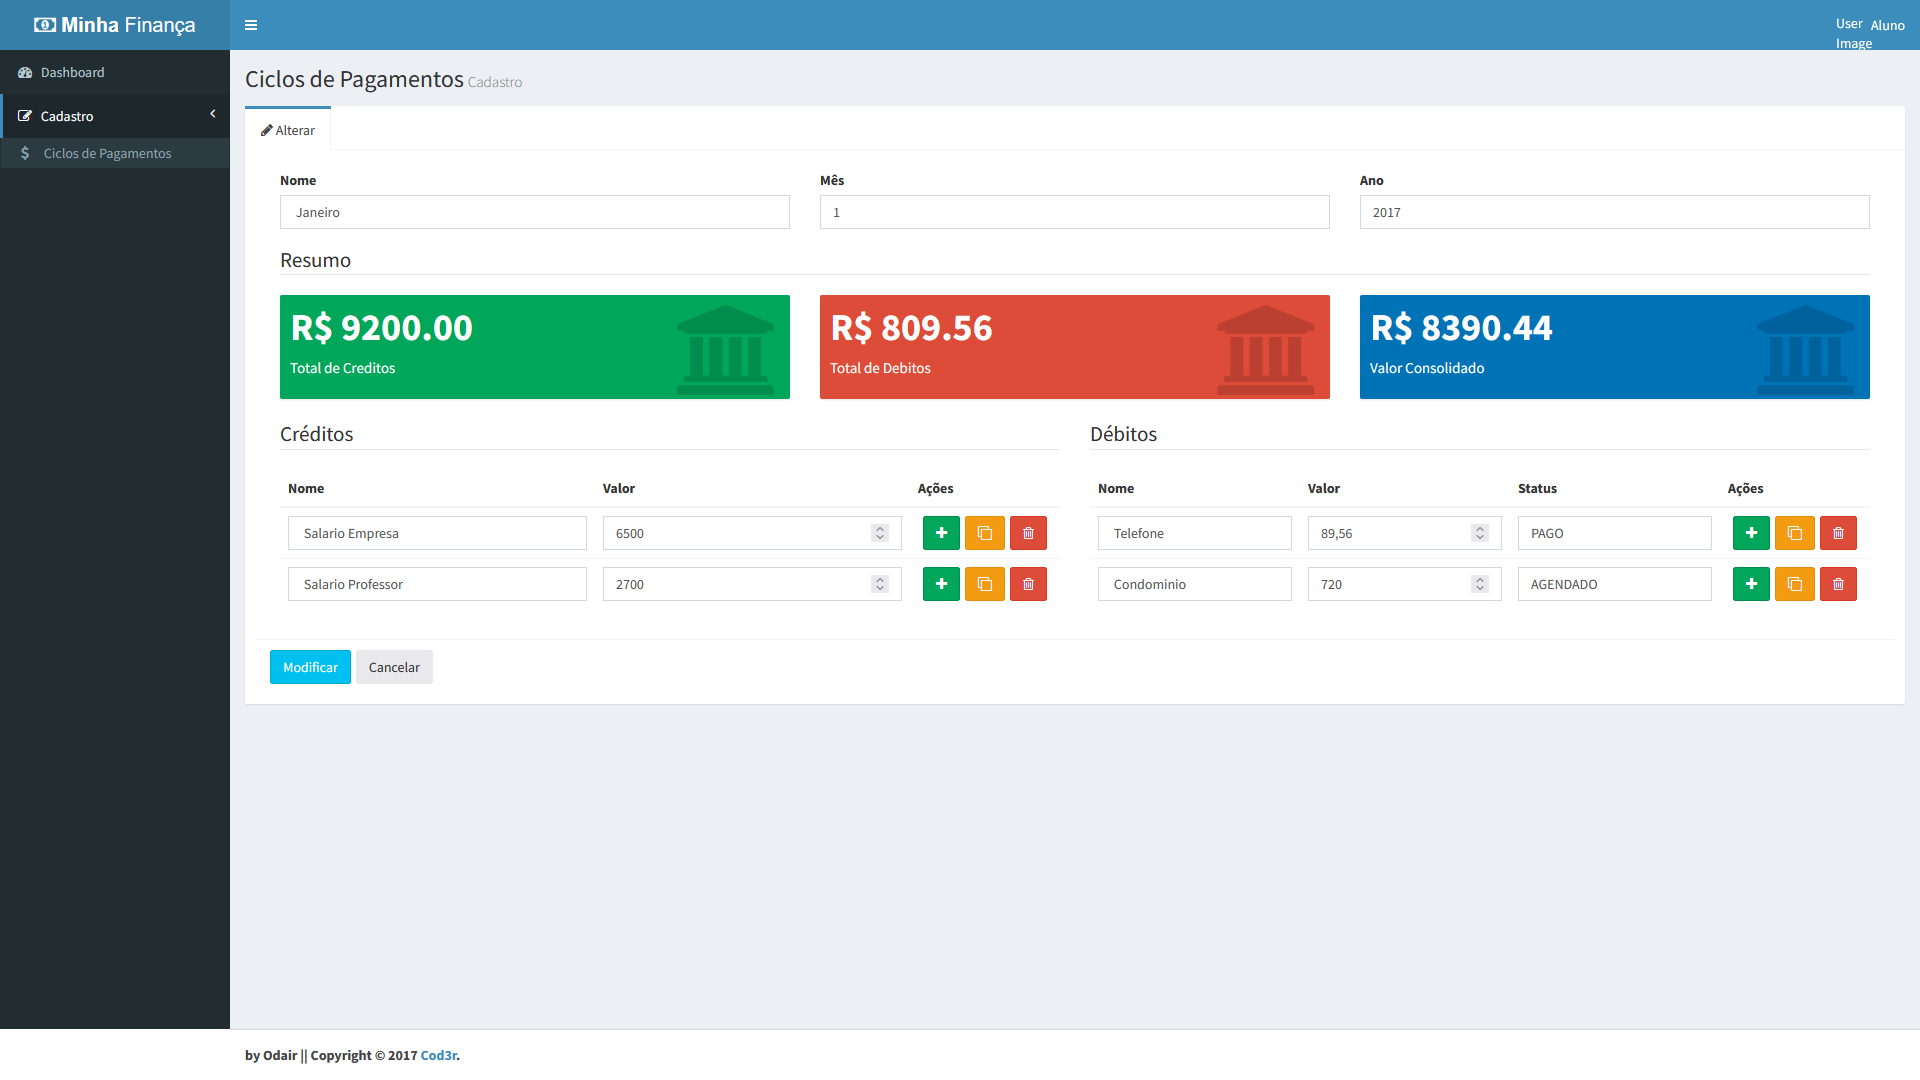 Minha Finança
User Image
Aluno
Dashboard
Cadastro
Ciclos de Pagamentos
Ciclos de Pagamentos Cadastro
Alterar
Nome
Mês
Ano
Janeiro
1
2017
Resumo
R$ 9200.00
Total de Creditos
R$ 809.56
Total de Debitos
R$ 8390.44
Valor Consolidado
Créditos
Nome Valor Ações
Salario Empresa 6500
Salario Professor 2700
Débitos
Nome Valor Status Ações
Telefone 89,56 PAGO
Condominio 720 AGENDADO
Modificar
Cancelar
by Odair || Copyright © 2017 Cod3r.